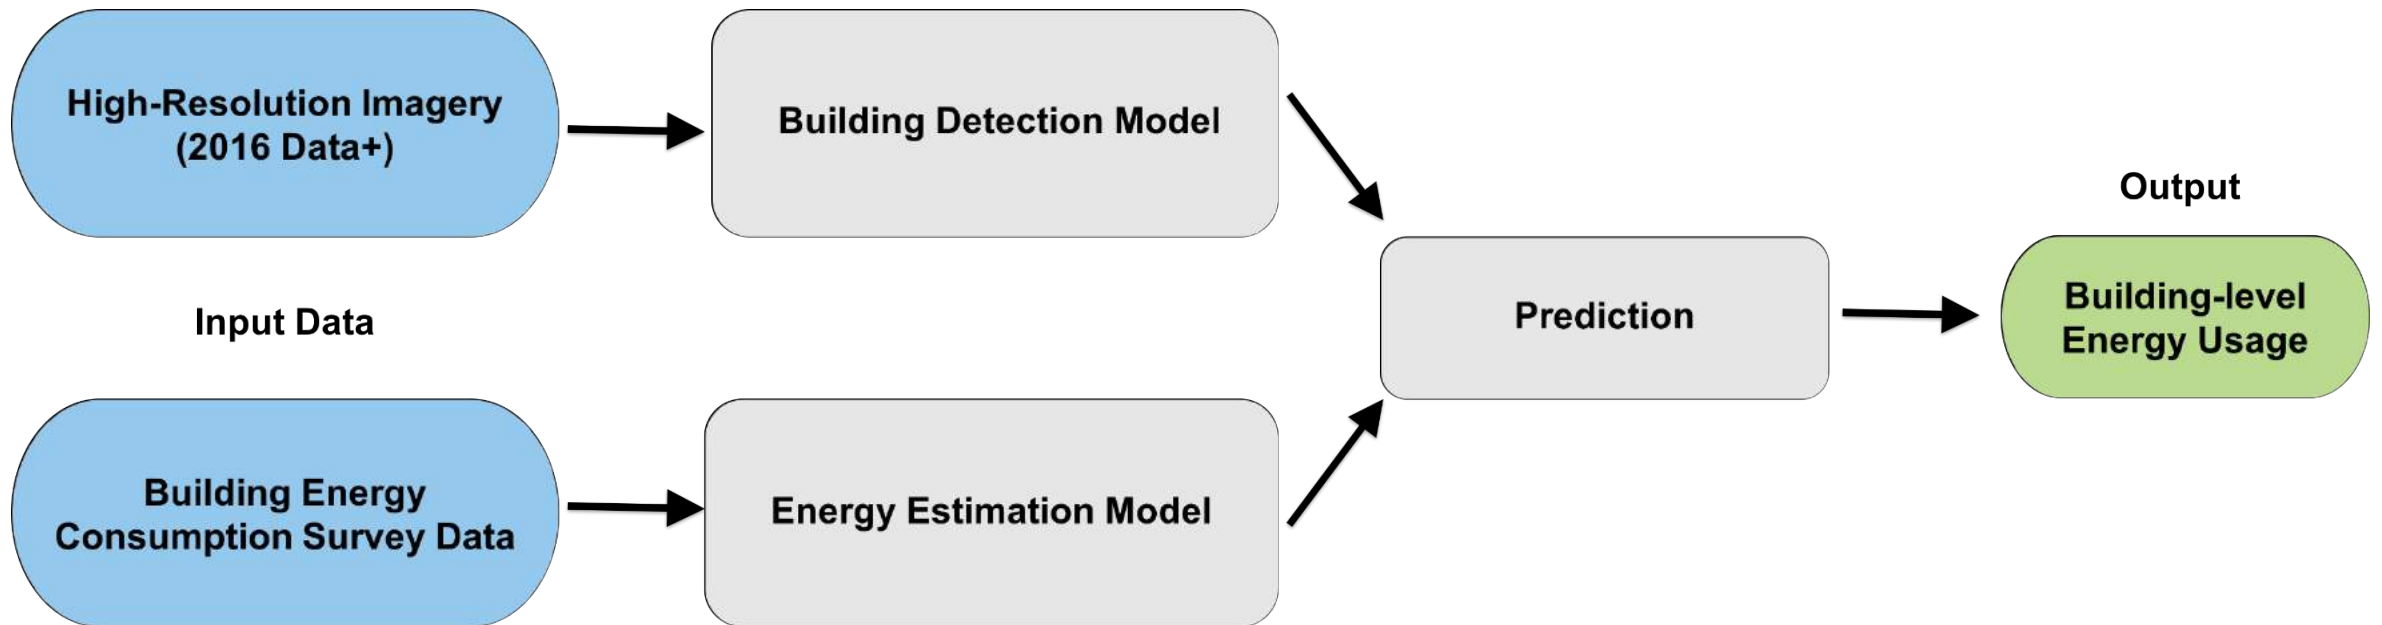 High-Resolution Imagery
(2016 Data+)
Building Detection Model
Output
Input Data
Prediction
Building-level
Energy Usage
Building Energy
Consumption Survey Data
Energy Estimation Model